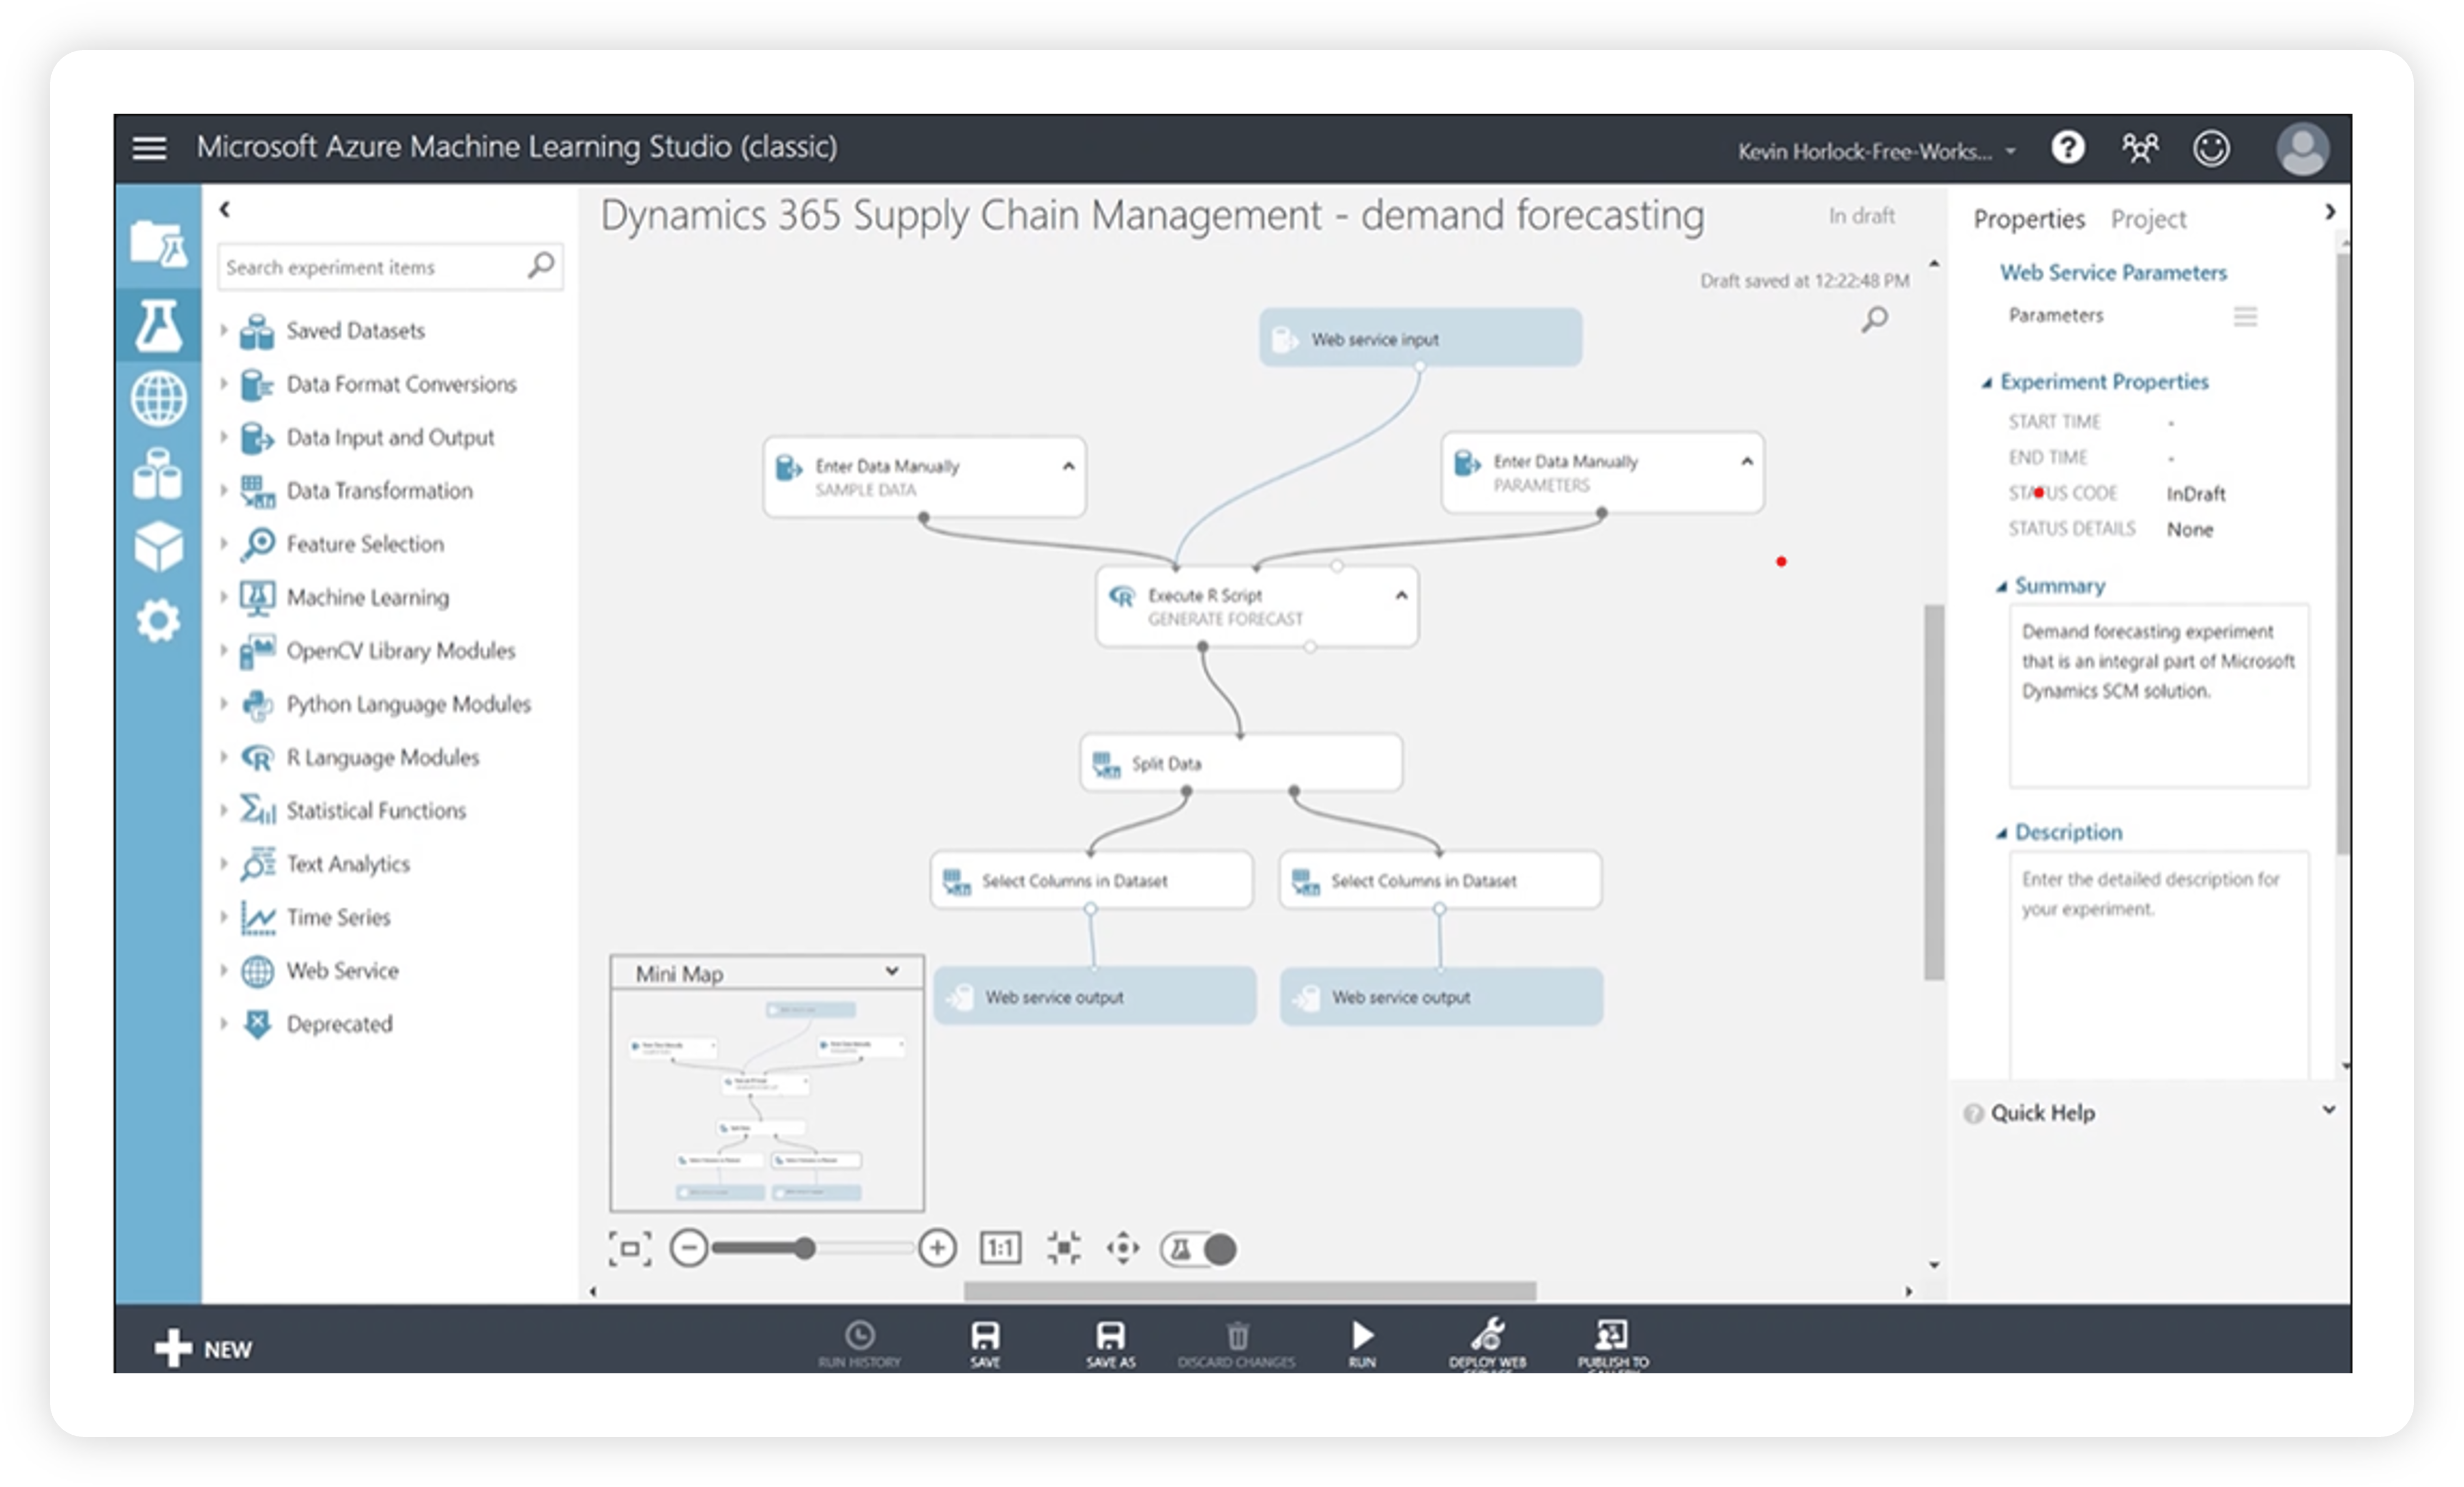 Microsoft Azure Machine Learning Studio (classic)
Kevin Horlock-Free-Works...
Search experiment items
Saved Datasets
Data Format Conversions
Data Input and Output
Data Transformation
Feature Selection
Machine Learning
OpenCV Library Modules
Python Language Modules
R Language Modules
Statistical Functions
Text Analytics
Time Series
Web Service
Deprecated
Dynamics 365 Supply Chain Management - demand forecasting
In draft
Draft saved at 12:22:48 PM
Web service input
Enter Data Manually
SAMPLE DATA
Enter Data Manually
PARAMETERS
Execute R Script
GENERATE FORECAST
Split Data
Select Columns in Dataset
Select Columns in Dataset
Web service output
Web service output
Mini Map
1:1
Properties Project
Web Service Parameters
Parameters
Experiment Properties
START TIME -
END TIME -
STATUS CODE InDraft
STATUS DETAILS None
Summary
Demand forecasting experiment
that is an integral part of Microsoft
Dynamics SCM solution.
Description
Enter the detailed description for
your experiment.
Quick Help
NEW
RUN HISTORY
SAVE
SAVE AS
DISCARD CHANGES
RUN
DEPLOY WEB
PUBLISH TO